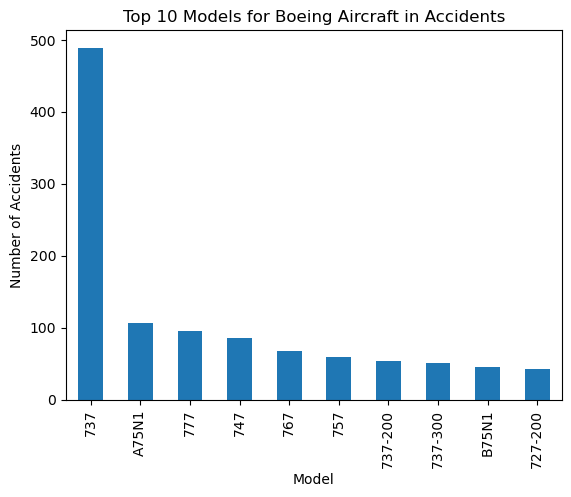 Top 10 Models for Boeing Aircraft in Accidents
Number of Accidents
500
400
300
200
100
0
737
A75N1
777
747
767
757
737-200
737-300
B75N1
727-200
Model